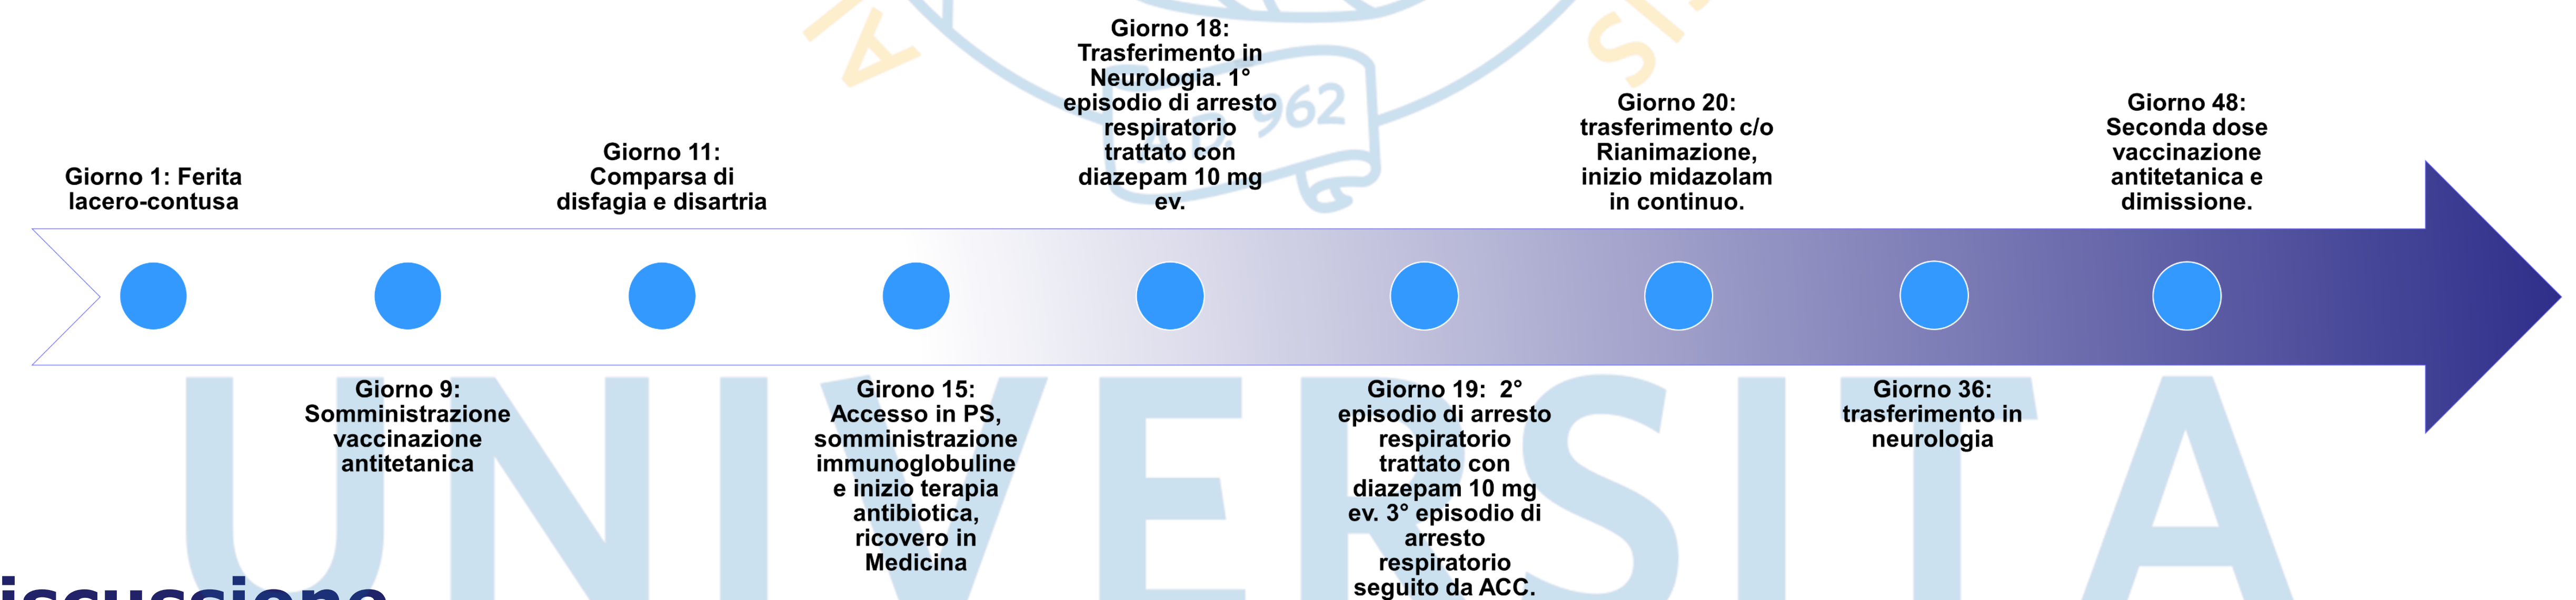 Giorno 1: Ferita
lacero-contusa
Giorno 9:
Somministrazione
vaccinazione
antitetanica
Giorno 11:
Comparsa di
disfagia e disartria
Girono 15:
Accesso in PS,
somministrazione
immunoglobuline
e inizio terapia
antibiotica,
ricovero in
Medicina
Giorno 18:
Trasferimento in
Neurologia. 1°
episodio di arresto
respiratorio
trattato con
diazepam 10 mg
ev.
Giorno 19: 2°
episodio di arresto
respiratorio
trattato con
diazepam 10 mg
ev. 3° episodio di
arresto
respiratorio
seguito da ACC.
Giorno 20:
trasferimento c/o
Rianimazione,
inizio midazolam
in continuo.
Giorno 36:
trasferimento in
neurologia
Giorno 48:
Seconda dose
vaccinazione
antitetanica e
dimissione.
A.D. 962
UNIVERSITA
iscussione